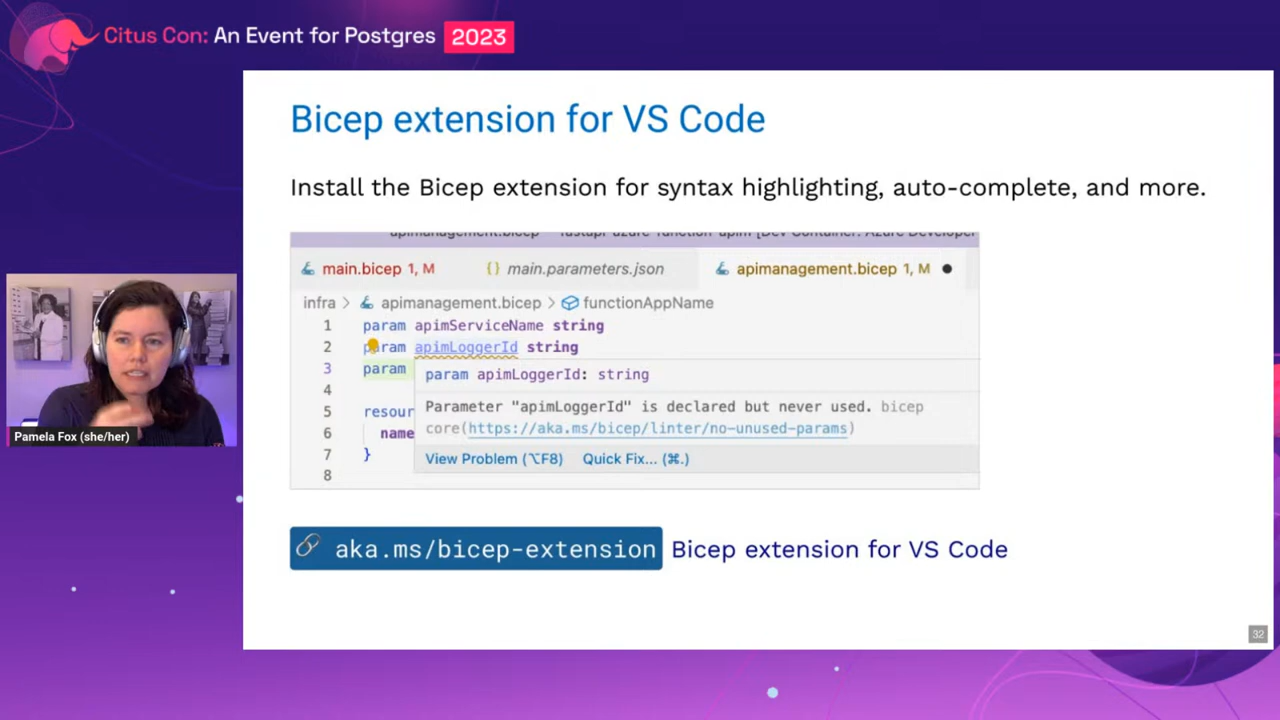 Citus Con: An Event for Postgres 2023
Bicep extension for VS Code
Install the Bicep extension for syntax highlighting, auto-complete, and more.
main.bicep 1, M
{} main.parameters.json
apimanagement.bicep 1, M
infra > apimanagement.bicep > functionAppName
1 param apimServiceName string
2 param apimLoggerId string
3 param
param apimLoggerId: string
4
Parameter "apimLoggerId" is declared but never used. bicep
core(https://aka.ms/bicep/linter/no-unused-params)
5 resour
6 name
7 }
View Problem (⌥F8) Quick Fix... (⌘.)
8
aka.ms/bicep-extension Bicep extension for VS Code
Pamela Fox (she/her)
32